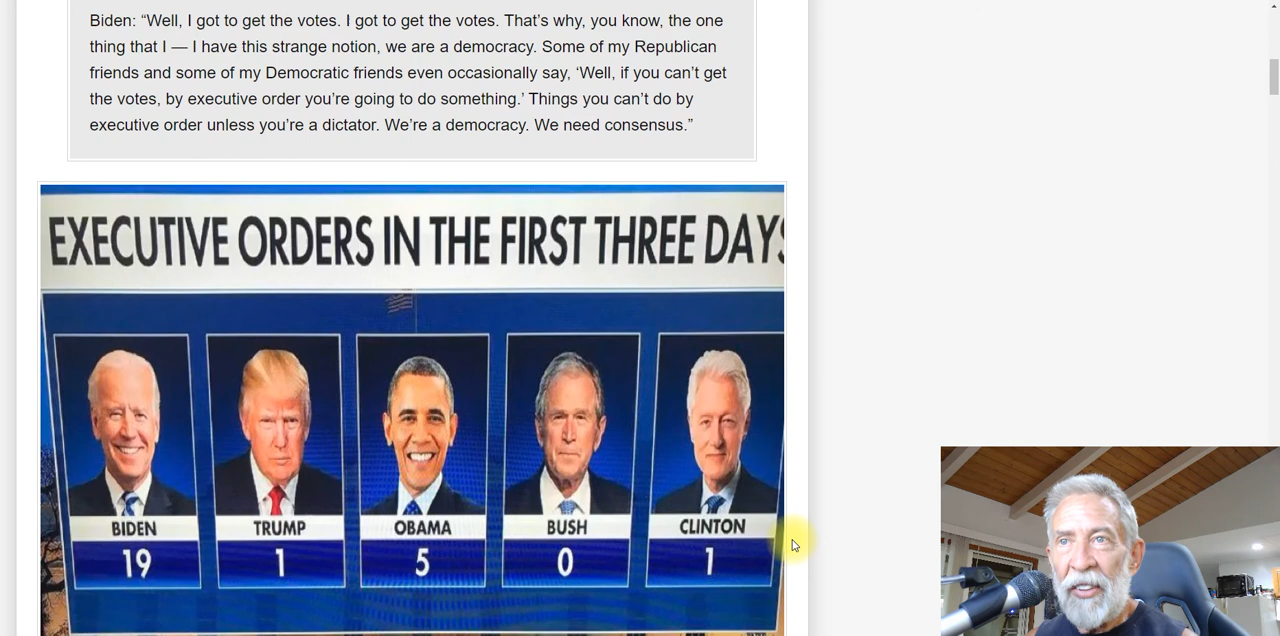 Biden: “Well, I got to get the votes. I got to get the votes. That’s why, you know, the one
thing that I — I have this strange notion, we are a democracy. Some of my Republican
friends and some of my Democratic friends even occasionally say, ‘Well, if you can’t get
the votes, by executive order you’re going to do something.’ Things you can’t do by
executive order unless you’re a dictator. We’re a democracy. We need consensus.”
EXECUTIVE ORDERS IN THE FIRST THREE DAYS
BIDEN TRUMP OBAMA BUSH CLINTON
19 1 5 0 1